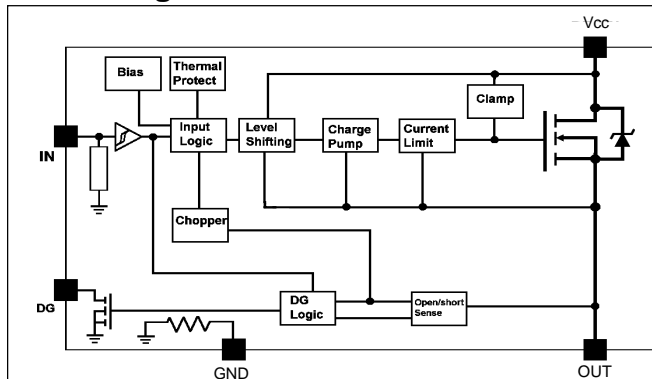 Vcc
Bias
Thermal
Protect
Clamp
Input
Logic
Level
Shifting
Charge
Pump
Current
Limit
IN
Chopper
DG
DG
Logic
Open/short
Sense
GND
OUT